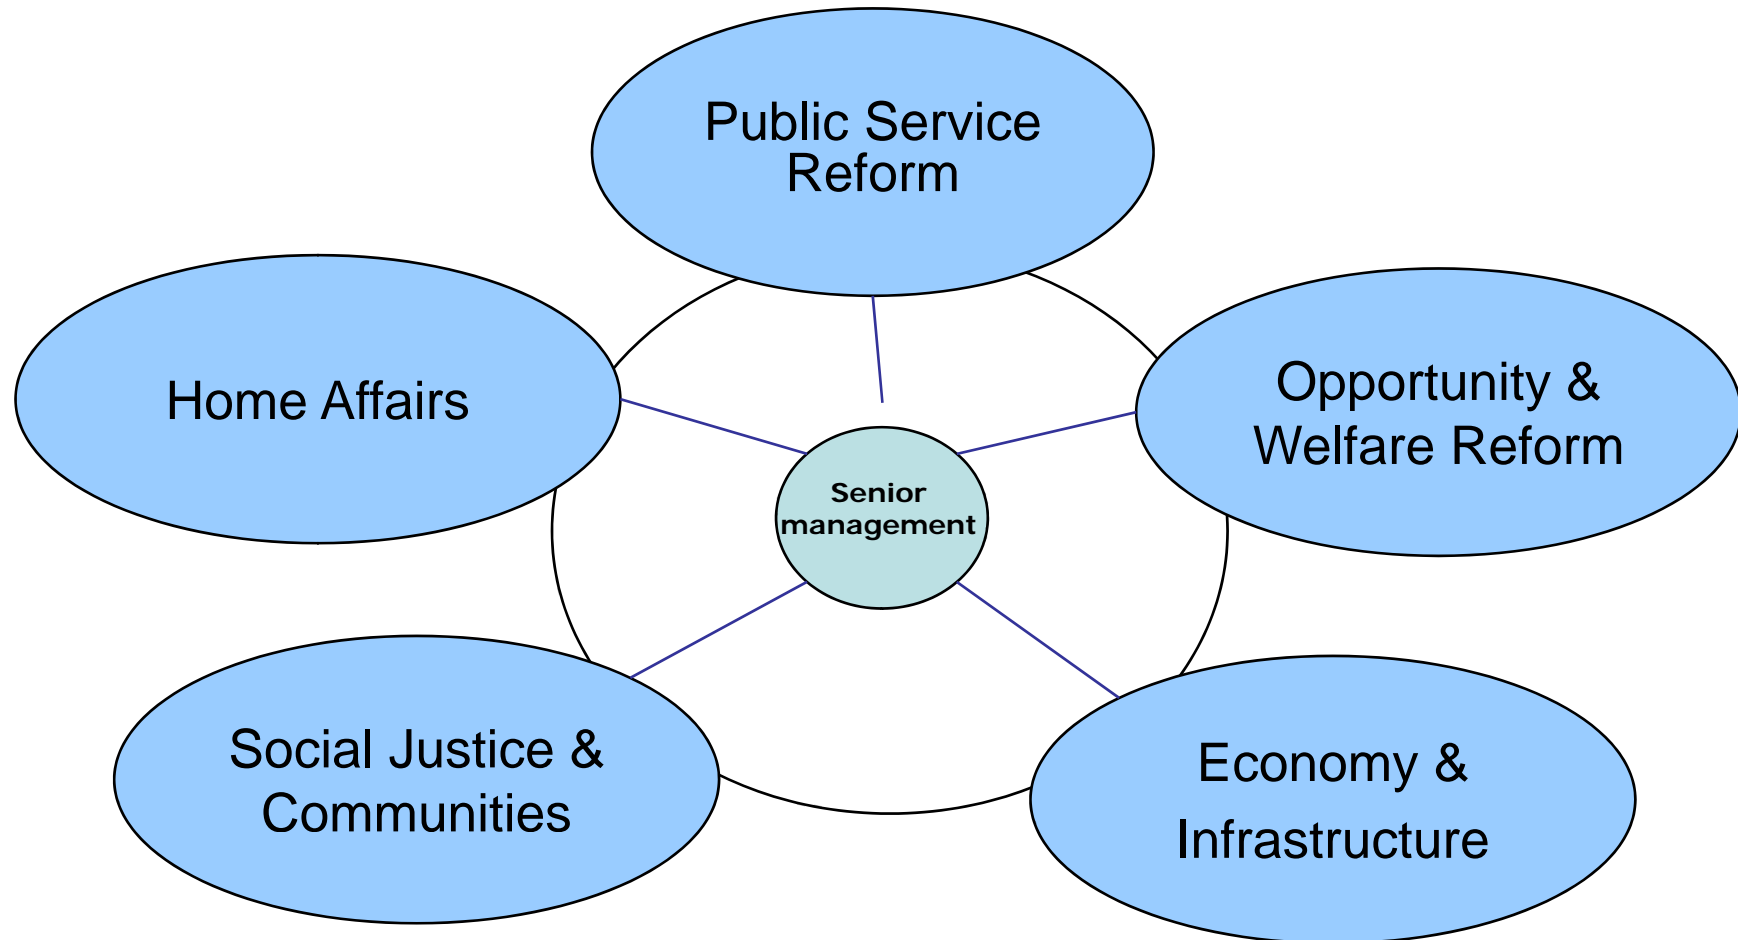 Public Service
Reform
Home Affairs
Opportunity &
Welfare Reform
Senior
management
Social Justice &
Communities
Economy &
Infrastructure